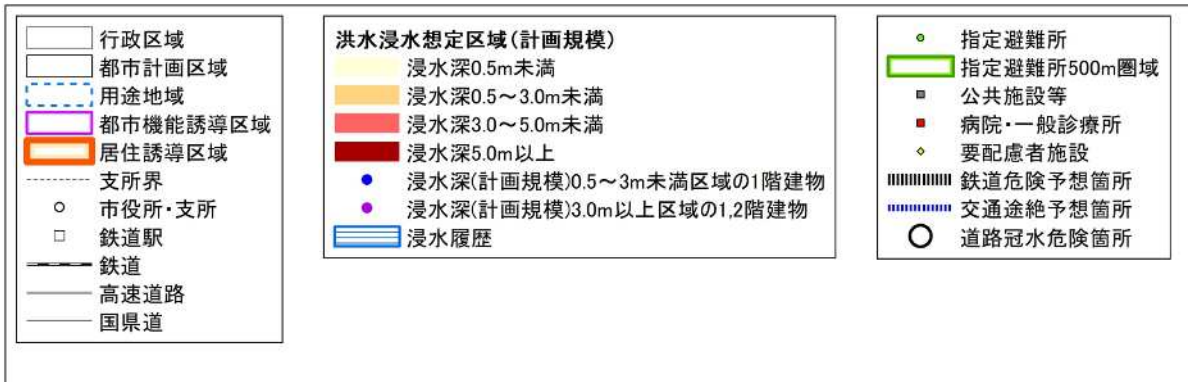 行政区域
都市計画区域
用途地域
都市機能誘導区域
居住誘導区域
支所界
市役所・支所
鉄道駅
鉄道
高速道路
国県道
洪水浸水想定区域(計画規模)
浸水深0.5m未満
浸水深0.5～3.0m未満
浸水深3.0～5.0m未満
浸水深5.0m以上
浸水深(計画規模)0.5～3m未満区域の1階建物
浸水深(計画規模)3.0m以上区域の1,2階建物
浸水履歴
指定避難所
指定避難所500m圏域
公共施設等
病院・一般診療所
要配慮者施設
鉄道危険予想箇所
交通途絶予想箇所
道路冠水危険箇所